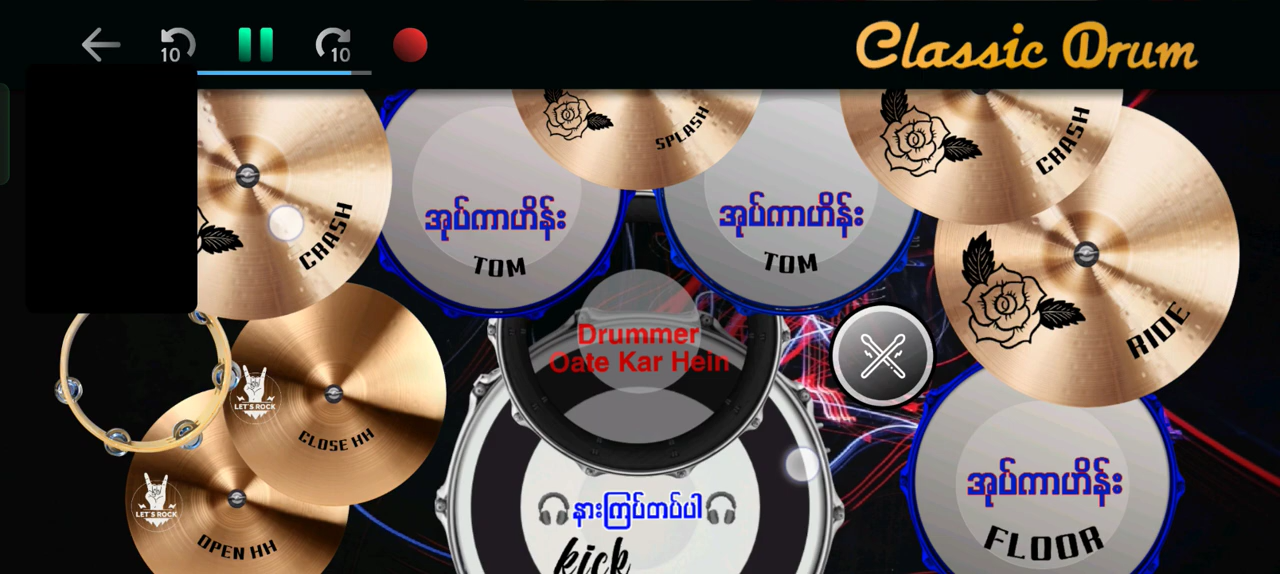 10
10
Classic Drum
CRASH
SPLASH
CRASH
အုပ်ကာဟိန်း
TOM
အုပ်ကာဟိန်း
TOM
RIDE
Drummer
Oate Kar Hein
LET'S ROCK
CLOSE HH
LET'S ROCK
OPEN HH
နားကြပ်တပ်ပါ
kick
အုပ်ကာဟိန်း
FLOOR